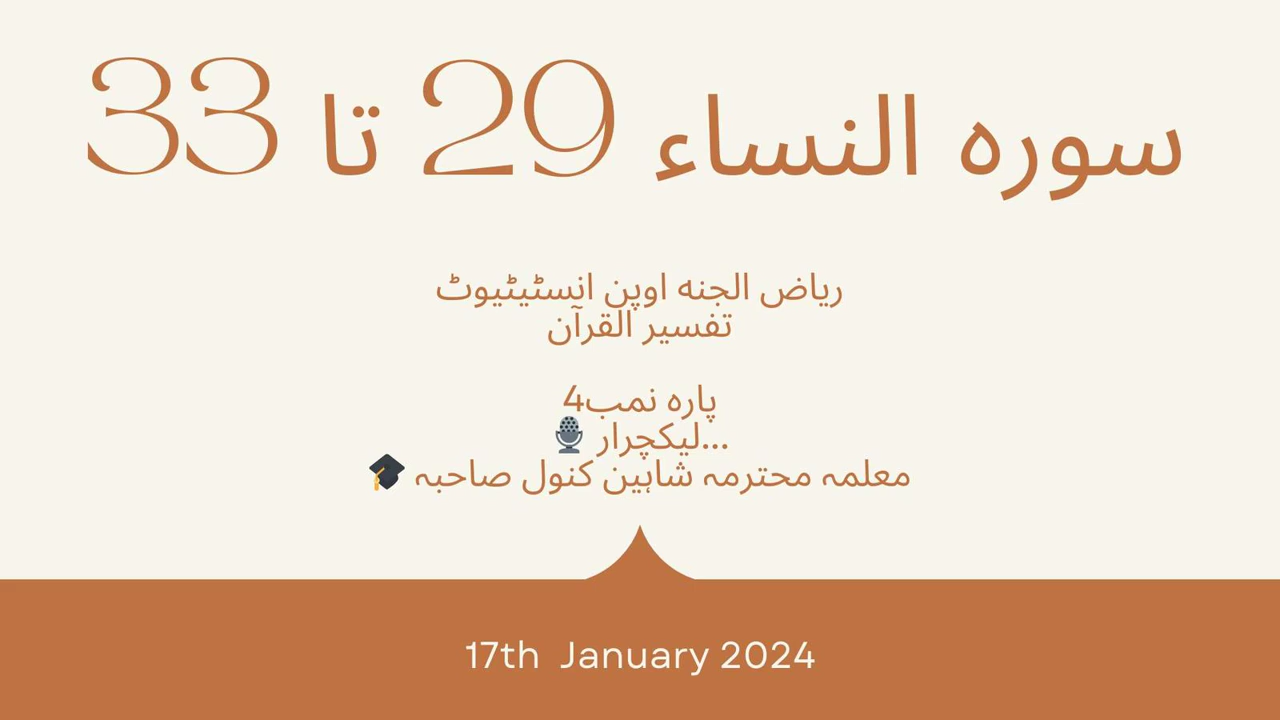 سورہ النساء 29 تا 33
ریاض الجنہ اوپن انسٹیٹیوٹ
تفسیر القرآن
پارہ نمب4
...لیکچرار 🎙️
معلمہ محترمہ شاہین کنول صاحبہ 🎓
17th January 2024